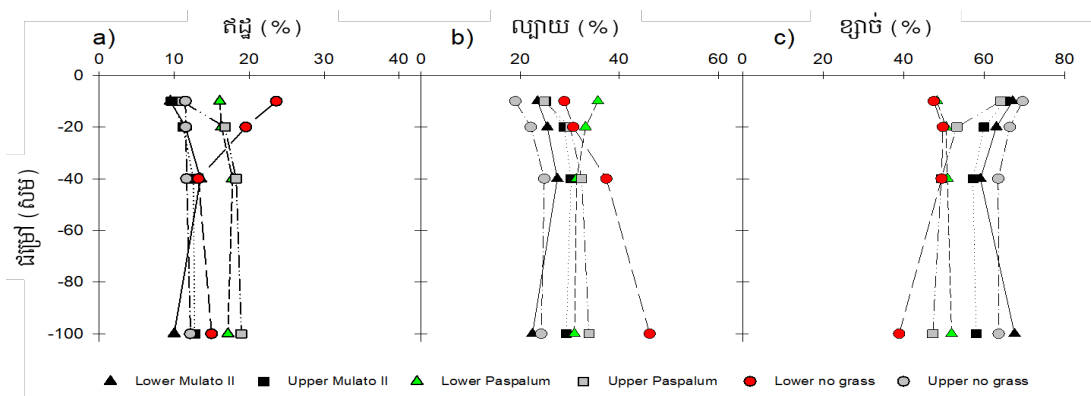 ឥដ្ឋ (%) ល្បាយ (%) ខ្សាច់ (%)
a) b) c)
0 10 20 30 40 0 20 40 60 0 20 40 60 80
0
-20
-40
-60
-80
-100
ជម្រៅ (សម)
Lower Mulato II Upper Mulato II Lower Paspalum Upper Paspalum Lower no grass Upper no grass